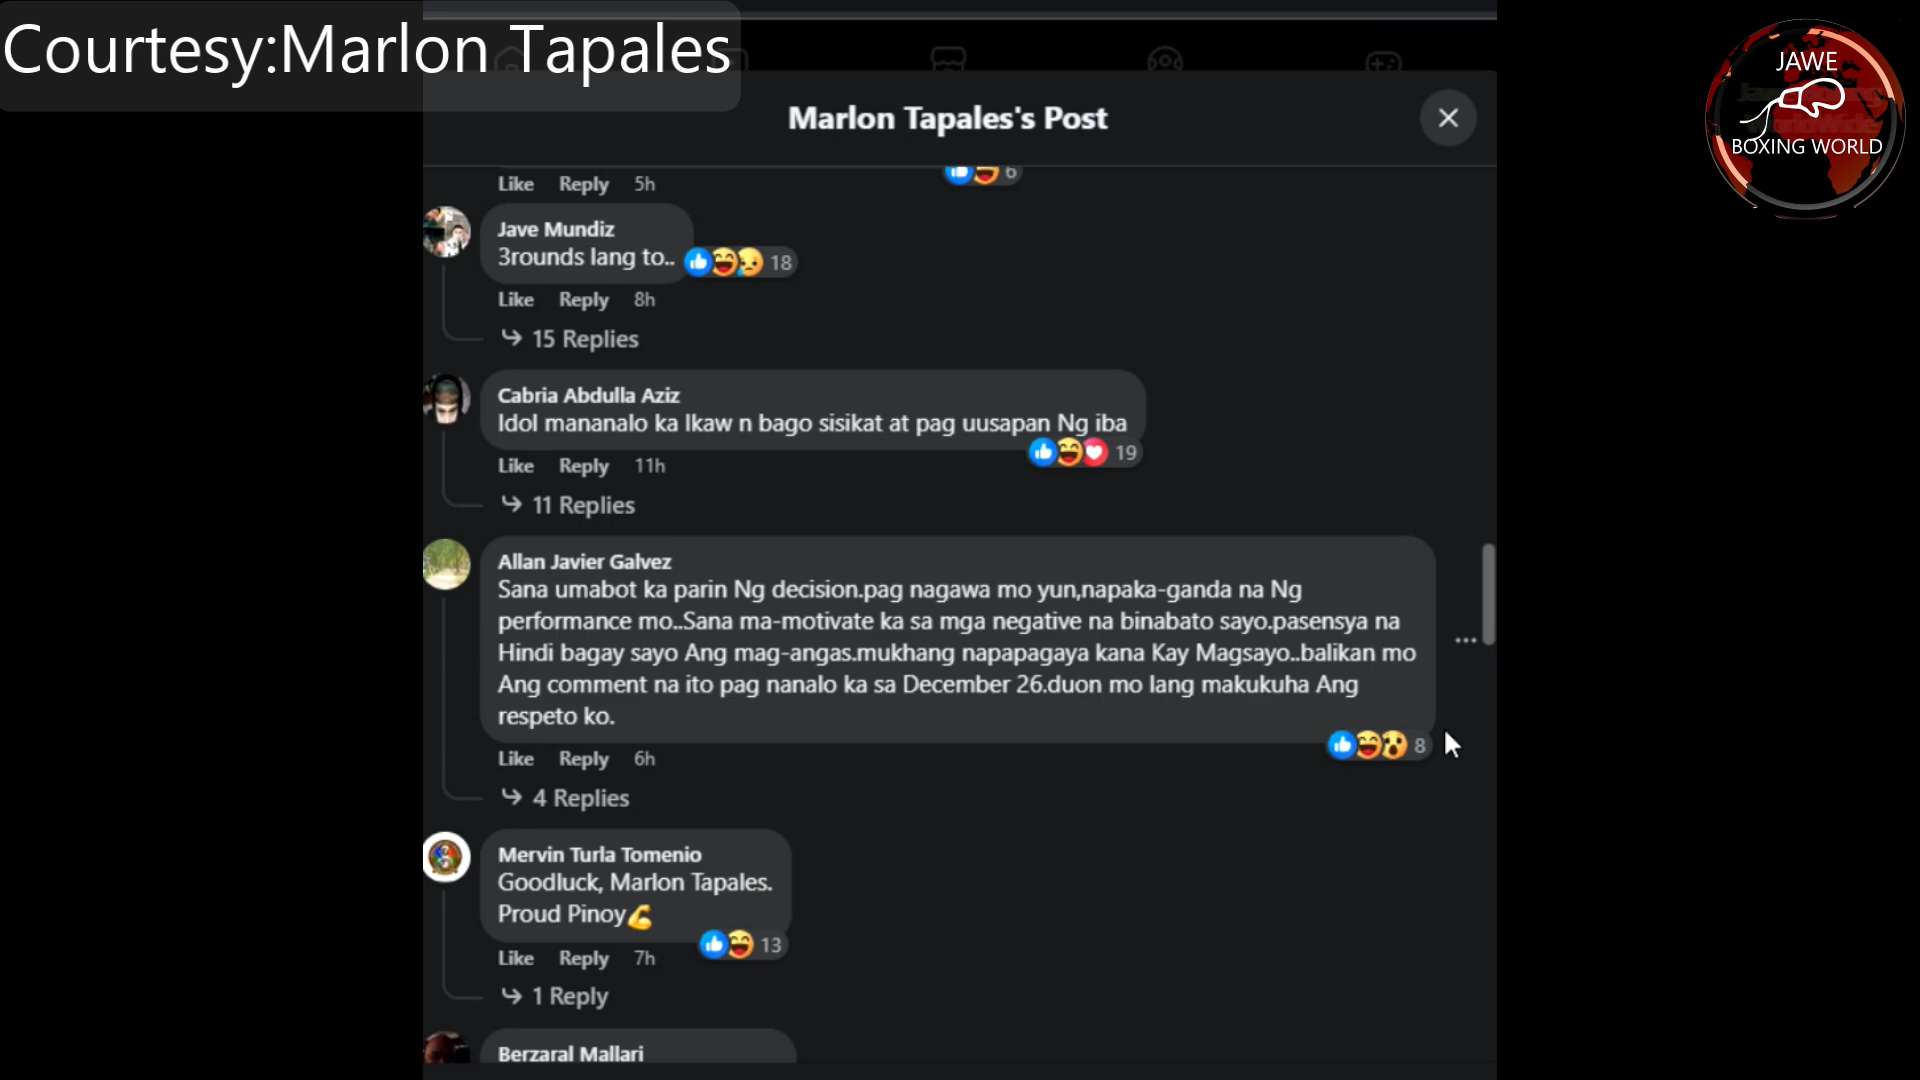 Courtesy:Marlon Tapales
JAWE
BOXING WORLD
Marlon Tapales's Post
6
Like Reply 5h
Jave Mundiz
3rounds lang to..
18
Like Reply 8h
15 Replies
Cabria Abdulla Aziz
Idol mananalo ka Ikaw n bago sisikat at pag uusapan Ng iba
19
Like Reply 11h
11 Replies
Allan Javier Galvez
Sana umabot ka parin Ng decision.pag nagawa mo yun,napaka-ganda na Ng
performance mo..Sana ma-motivate ka sa mga negative na binabato sayo.pasensya na
Hindi bagay sayo Ang mag-angas.mukhang napapagaya kana Kay Magsayo..balikan mo
Ang comment na ito pag nanalo ka sa December 26.duon mo lang makukuha Ang
respeto ko.
8
Like Reply 6h
4 Replies
Mervin Turla Tomenio
Goodluck, Marlon Tapales.
Proud Pinoy💪
13
Like Reply 7h
1 Reply
Berzaral Mallari